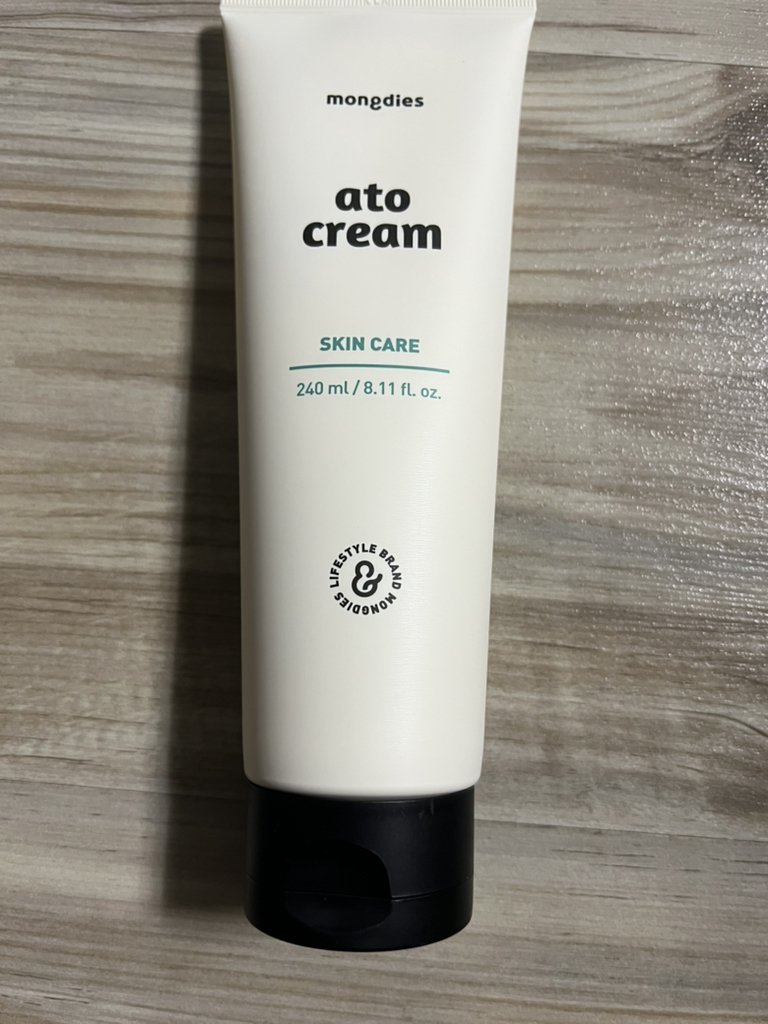 mongdies
ato
cream
SKIN CARE
240 ml / 8.11 fl. oz.
LIFESTYLE BRAND MONGDIES
&